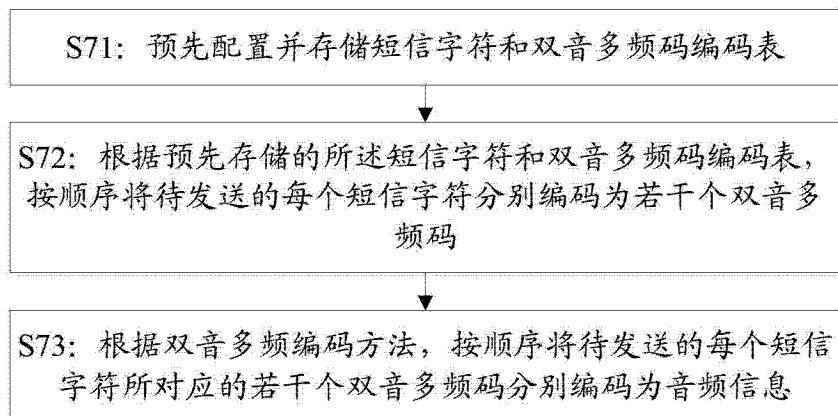 S71：预先配置并存储短信字符和双音多频码编码表
S72：根据预先存储的所述短信字符和双音多频码编码表，
按顺序将待发送的每个短信字符分别编码为若干个双音多
频码
S73：根据双音多频编码方法，按顺序将待发送的每个短信
字符所对应的若干个双音多频码分别编码为音频信息